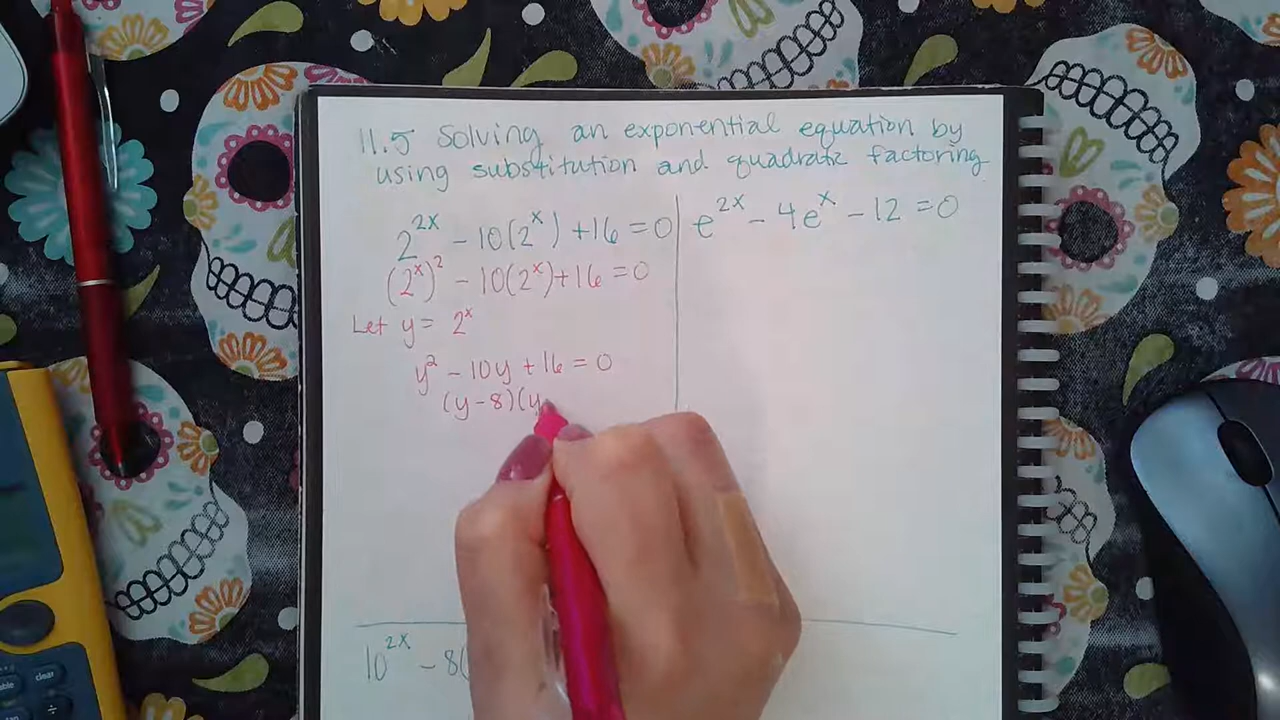 11.5 Solving an exponential equation by
using substitution and quadratic factoring
2^{2x} - 10(2^x) + 16 = 0
(2^x)^2 - 10(2^x) + 16 = 0
Let y = 2^x
y^2 - 10y + 16 = 0
(y - 8)(y
e^{2x} - 4e^x - 12 = 0
10^{2x} - 8(
clear
÷